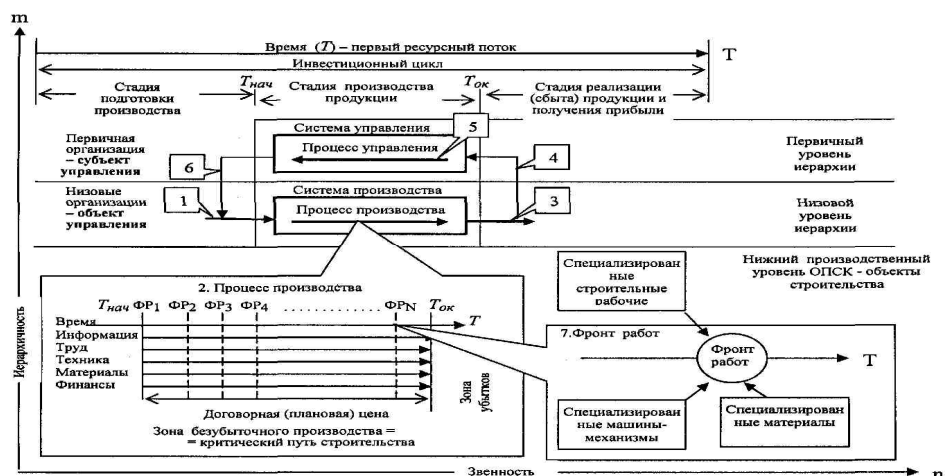 m
Время (T) – первый ресурсный поток
T
Инвестиционный цикл
Стадия
подготовки
производства
Tнач
Стадия производства
продукции
Tок
Стадия реализации
(сбыта) продукции и
получения прибыли
Первичная
организация
– субъект
управления
6
Система управления
Процесс управления
5
4
Первичный
уровень
иерархии
Низовые
организации
– объект
управления
1
Система производства
Процесс производства
3
Низовой
уровень
иерархии
Иерархичность
2. Процесс производства
Tнач ФР1 ФР2 ФР3 ФР4 ............ ФРN Tок
Время
T
Информация
Труд
Техника
Материалы
Финансы
Зона
убытков
Договорная (плановая) цена
Зона безубыточного производства =
= критический путь строительства
Специализирован
ные
строительные
рабочие
Нижний производственный
уровень ОПСК - объекты
строительства
7.Фронт работ
Фронт
работ
T
Специализирован
ные машины-
механизмы
Специализирован
ные материалы
Звенность
n